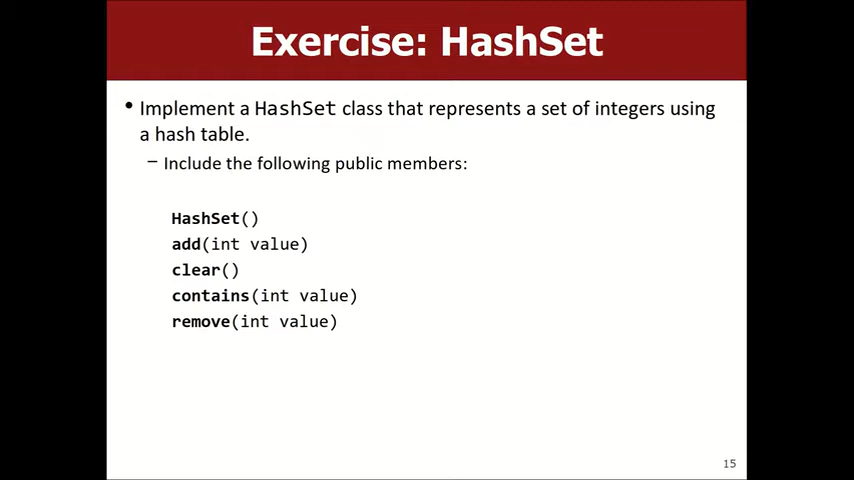 Exercise: HashSet
• Implement a HashSet class that represents a set of integers using
a hash table.
– Include the following public members:
HashSet()
add(int value)
clear()
contains(int value)
remove(int value)
15